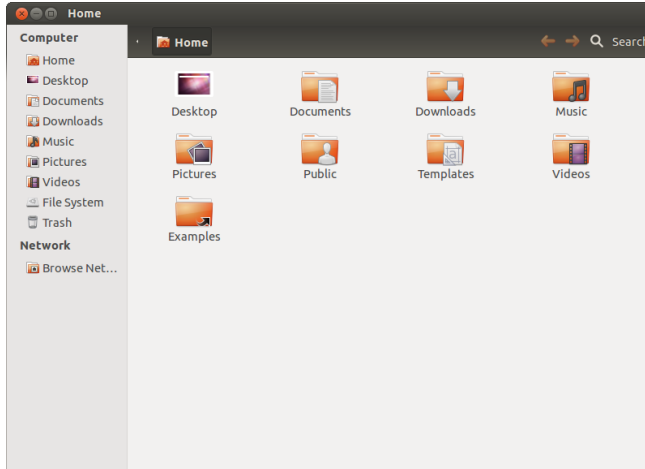 Home
Computer
Home
Desktop
Documents
Downloads
Music
Pictures
Videos
File System
Trash
Network
Browse Net...
Home
Search
Desktop
Documents
Downloads
Music
Pictures
Public
Templates
Videos
Examples